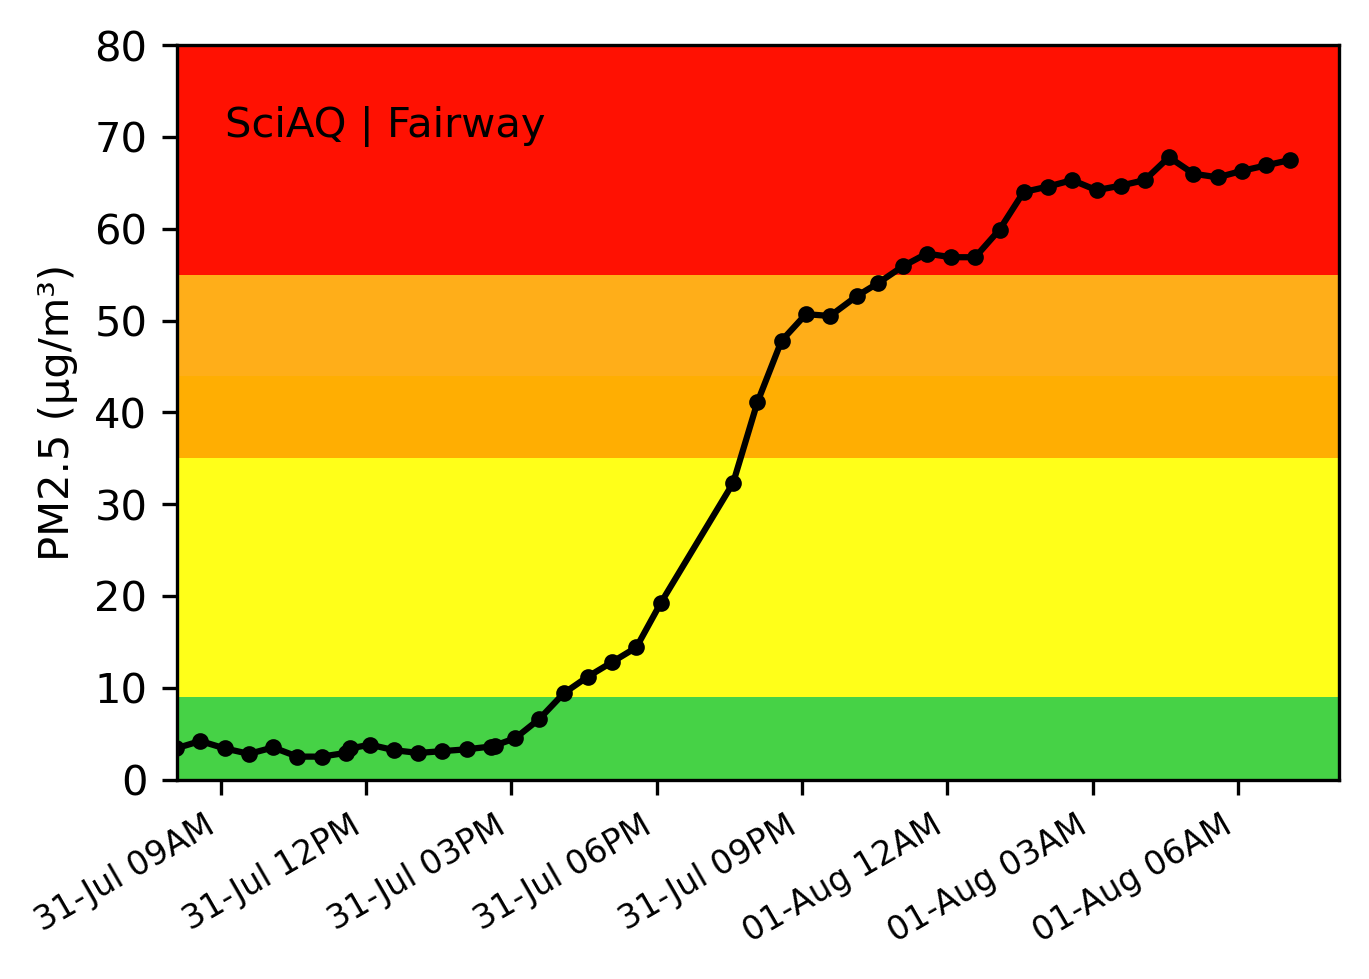 80
SciAQ | Fairway
70
60
50
40
30
20
10
0
PM2.5 (µg/m³)
31-Jul 09AM
31-Jul 12PM
31-Jul 03PM
31-Jul 06PM
31-Jul 09PM
01-Aug 12AM
01-Aug 03AM
01-Aug 06AM